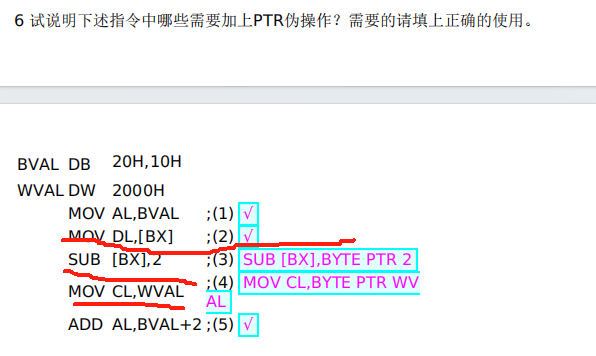 6 试说明下述指令中哪些需要加上PTR伪操作？需要的请填上正确的使用。
BVAL DB 20H,10H
WVAL DW 2000H
MOV AL,BVAL ;(1) √
MOV DL,[BX] ;(2) √
SUB [BX],2 ;(3) SUB [BX],BYTE PTR 2
MOV CL,WVAL ;(4) MOV CL,BYTE PTR WV
AL
ADD AL,BVAL+2 ;(5) √